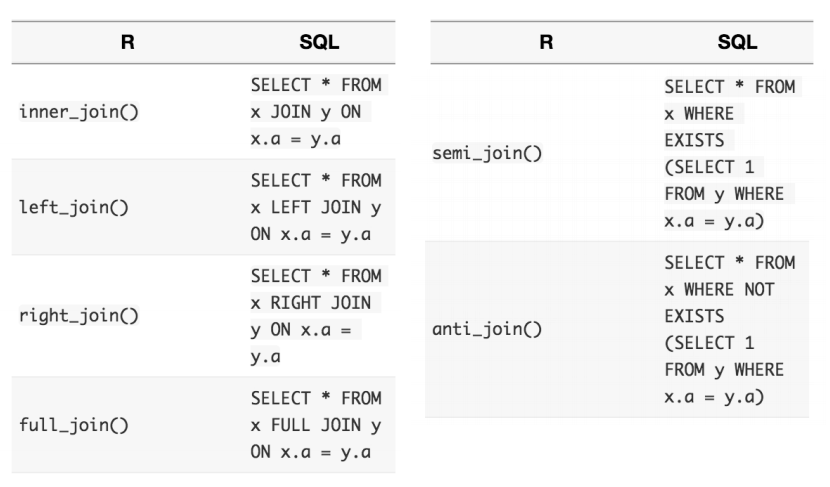 R SQL
inner_join()
SELECT * FROM
x JOIN y ON
x.a = y.a
left_join()
SELECT * FROM
x LEFT JOIN y
ON x.a = y.a
right_join()
SELECT * FROM
x RIGHT JOIN
y ON x.a =
y.a
full_join()
SELECT * FROM
x FULL JOIN y
ON x.a = y.a
R SQL
semi_join()
SELECT * FROM
x WHERE
EXISTS
(SELECT 1
FROM y WHERE
x.a = y.a)
anti_join()
SELECT * FROM
x WHERE NOT
EXISTS
(SELECT 1
FROM y WHERE
x.a = y.a)